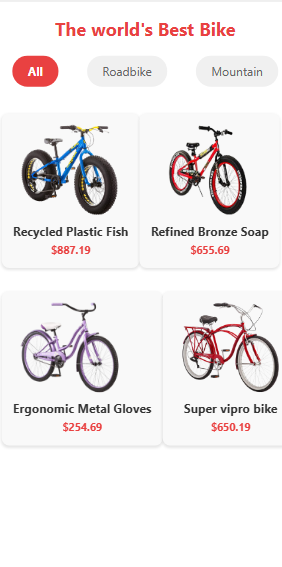 The world's Best Bike
All
Roadbike
Mountain
Recycled Plastic Fish
Refined Bronze Soap
$887.19
$655.69
Ergonomic Metal Gloves
Super vipro bike
$254.69
$650.19